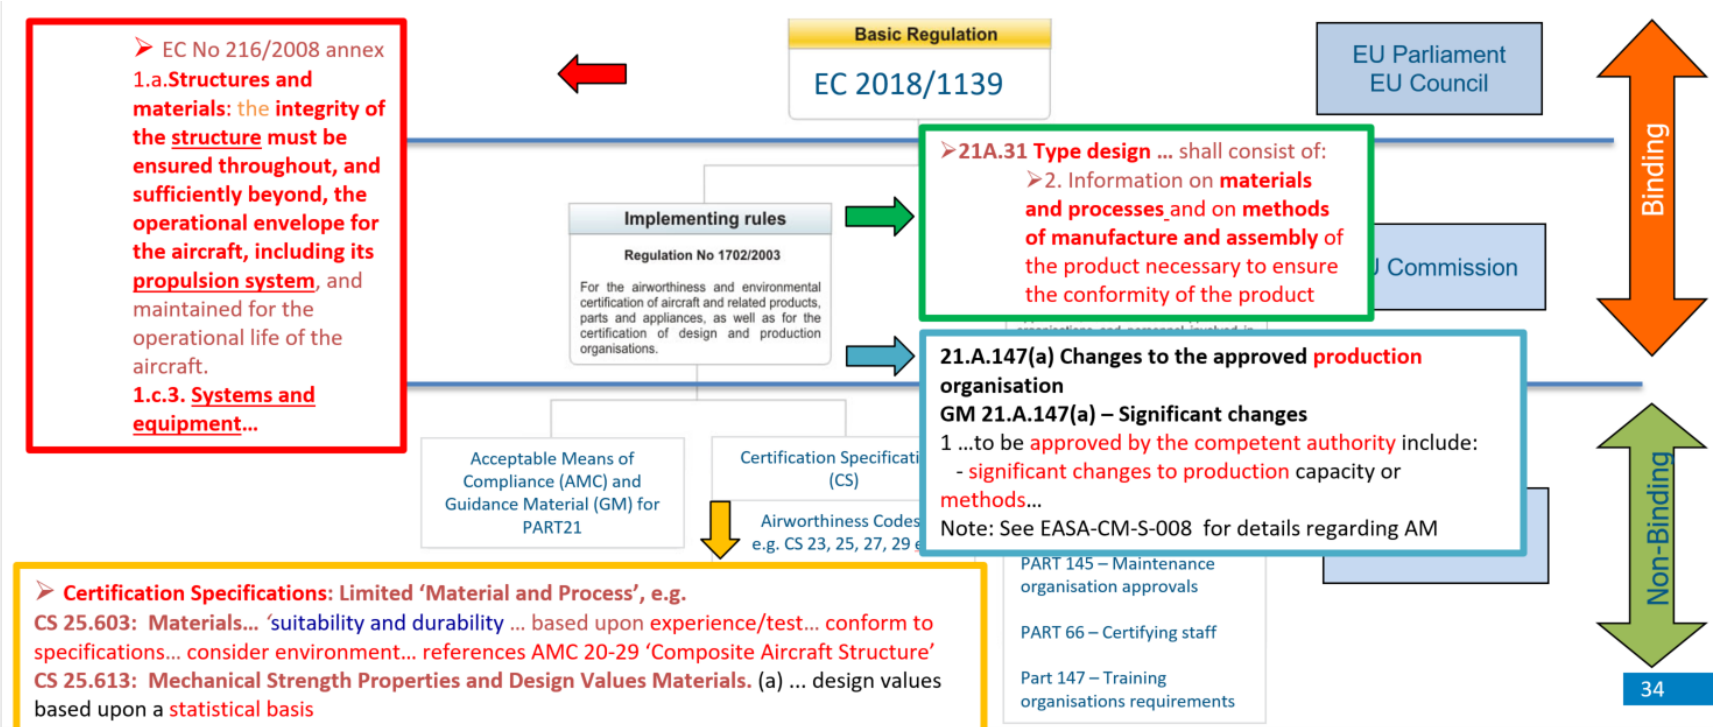 ➢ EC No 216/2008 annex
1.a.Structures and
materials: the integrity of
the structure must be
ensured throughout, and
sufficiently beyond, the
operational envelope for
the aircraft, including its
propulsion system, and
maintained for the
operational life of the
aircraft.
1.c.3. Systems and
equipment...
Basic Regulation
EC 2018/1139
EU Parliament
EU Council
Binding
➢21A.31 Type design ... shall consist of:
➢2. Information on materials
and processes and on methods
of manufacture and assembly of
the product necessary to ensure
the conformity of the product
Implementing rules
Regulation No 1702/2003
For the airworthiness and environmental
certification of aircraft and related products,
parts and appliances, as well as for the
certification of design and production
organisations.
Commission
21.A.147(a) Changes to the approved production
organisation
GM 21.A.147(a) – Significant changes
1 ...to be approved by the competent authority include:
- significant changes to production capacity or
methods...
Note: See EASA-CM-S-008 for details regarding AM
Acceptable Means of
Compliance (AMC) and
Guidance Material (GM) for
PART21
Certification
(CS)
Airworthiness Codes
e.g. CS 23, 25, 27, 29
Non-Binding
PART 145 – Maintenance
organisation approvals
PART 66 – Certifying staff
Part 147 – Training
organisations requirements
➢ Certification Specifications: Limited ‘Material and Process’, e.g.
CS 25.603: Materials... ‘suitability and durability ... based upon experience/test... conform to
specifications... consider environment... references AMC 20-29 ‘Composite Aircraft Structure’
CS 25.613: Mechanical Strength Properties and Design Values Materials. (a) ... design values
based upon a statistical basis
34